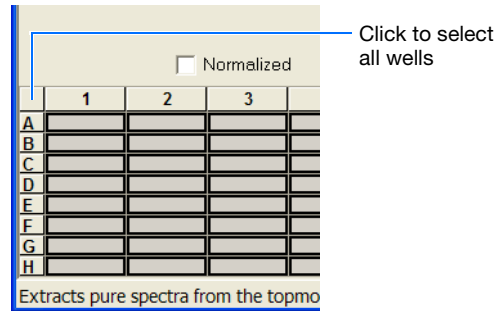 Click to select
all wells
Normalized
1 2 3
A
B
C
D
E
F
G
H
Extracts pure spectra from the topmo